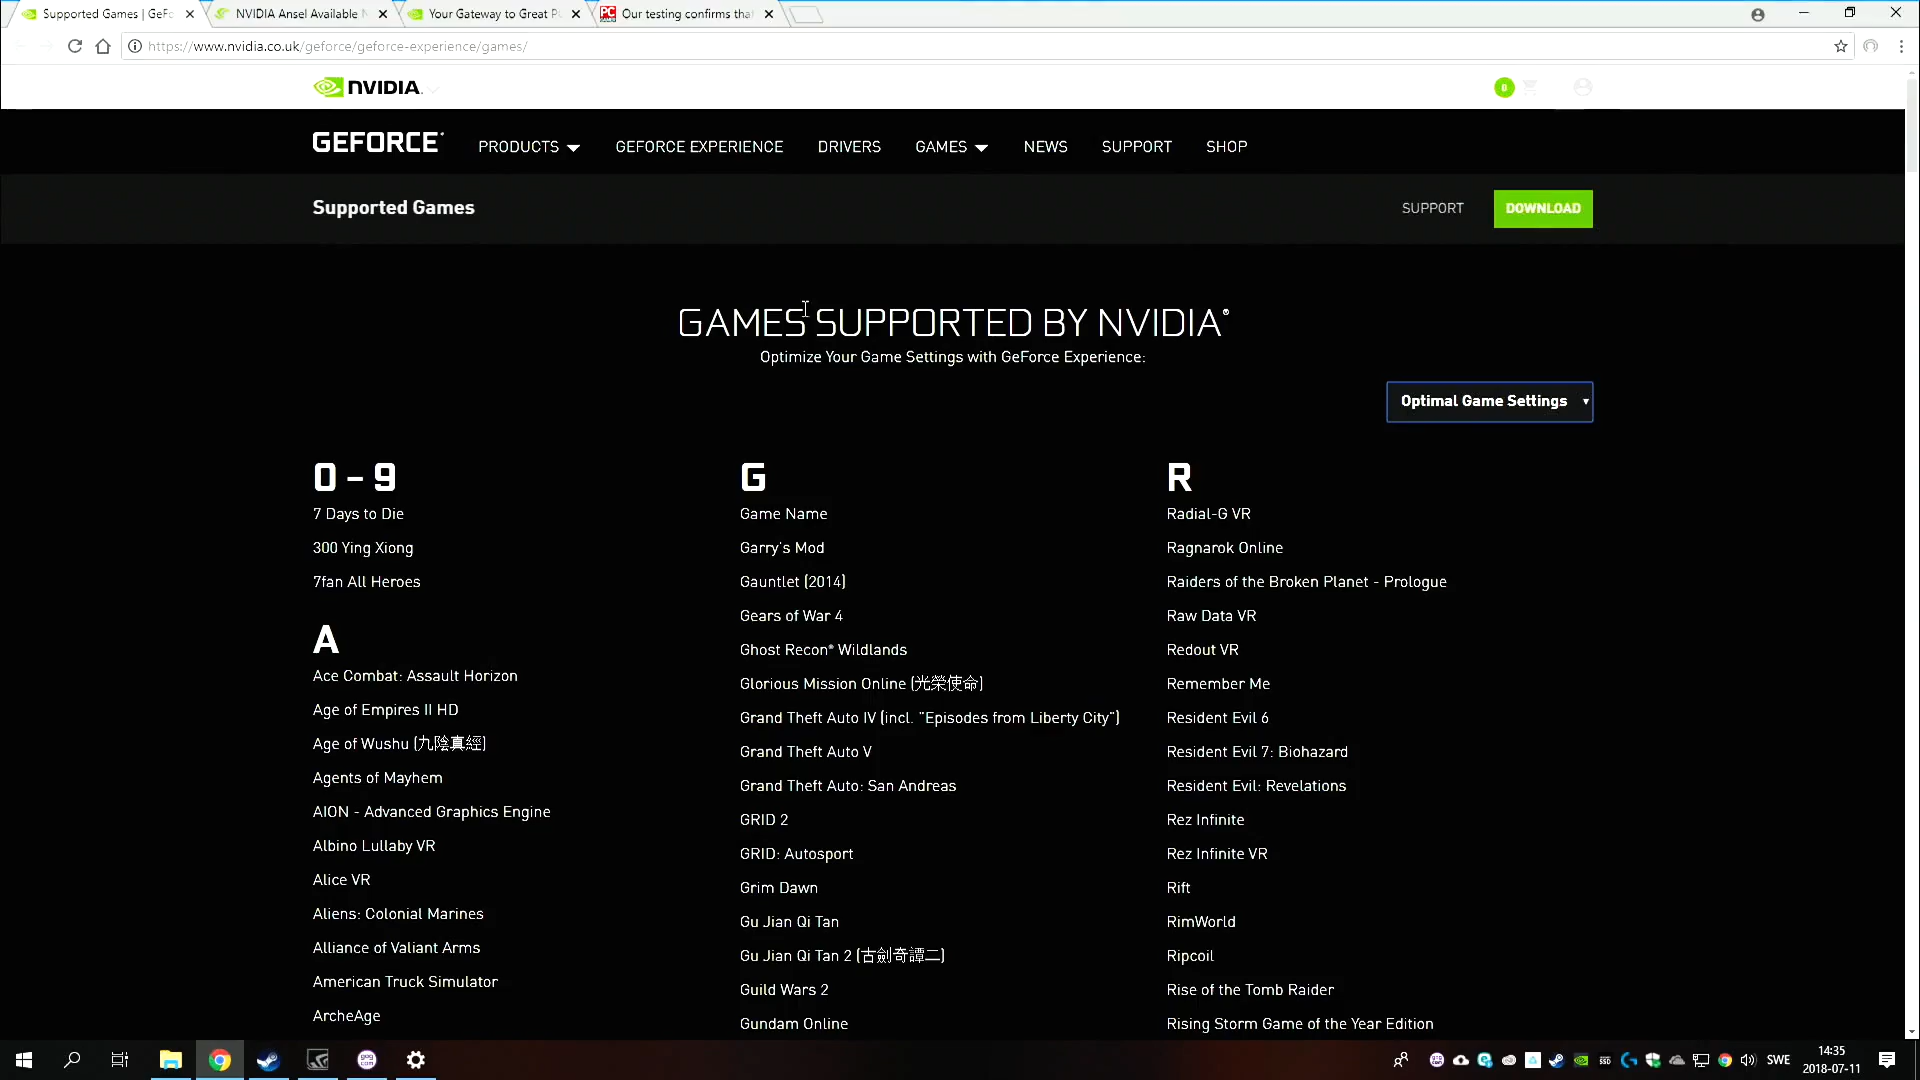 Supported Games | GeFo
NVIDIA Ansel Available
Your Gateway to Great P
Our testing confirms tha
https://www.nvidia.co.uk/geforce/geforce-experience/games/
NVIDIA.
0
GEFORCE
PRODUCTS
GEFORCE EXPERIENCE
DRIVERS
GAMES
NEWS
SUPPORT
SHOP
Supported Games
SUPPORT
DOWNLOAD
GAMES SUPPORTED BY NVIDIA®
Optimize Your Game Settings with GeForce Experience:
Optimal Game Settings
0 – 9
7 Days to Die
300 Ying Xiong
7fan All Heroes
A
Ace Combat: Assault Horizon
Age of Empires II HD
Age of Wushu (九陰真經)
Agents of Mayhem
AION - Advanced Graphics Engine
Albino Lullaby VR
Alice VR
Aliens: Colonial Marines
Alliance of Valiant Arms
American Truck Simulator
ArcheAge
G
Game Name
Garry's Mod
Gauntlet (2014)
Gears of War 4
Ghost Recon® Wildlands
Glorious Mission Online (光榮使命)
Grand Theft Auto IV (incl. "Episodes from Liberty City")
Grand Theft Auto V
Grand Theft Auto: San Andreas
GRID 2
GRID: Autosport
Grim Dawn
Gu Jian Qi Tan
Gu Jian Qi Tan 2 (古劍奇譚二)
Guild Wars 2
Gundam Online
R
Radial-G VR
Ragnarok Online
Raiders of the Broken Planet - Prologue
Raw Data VR
Redout VR
Remember Me
Resident Evil 6
Resident Evil 7: Biohazard
Resident Evil: Revelations
Rez Infinite
Rez Infinite VR
Rift
RimWorld
Ripcoil
Rise of the Tomb Raider
Rising Storm Game of the Year Edition
SWE
14:35
2018-07-11